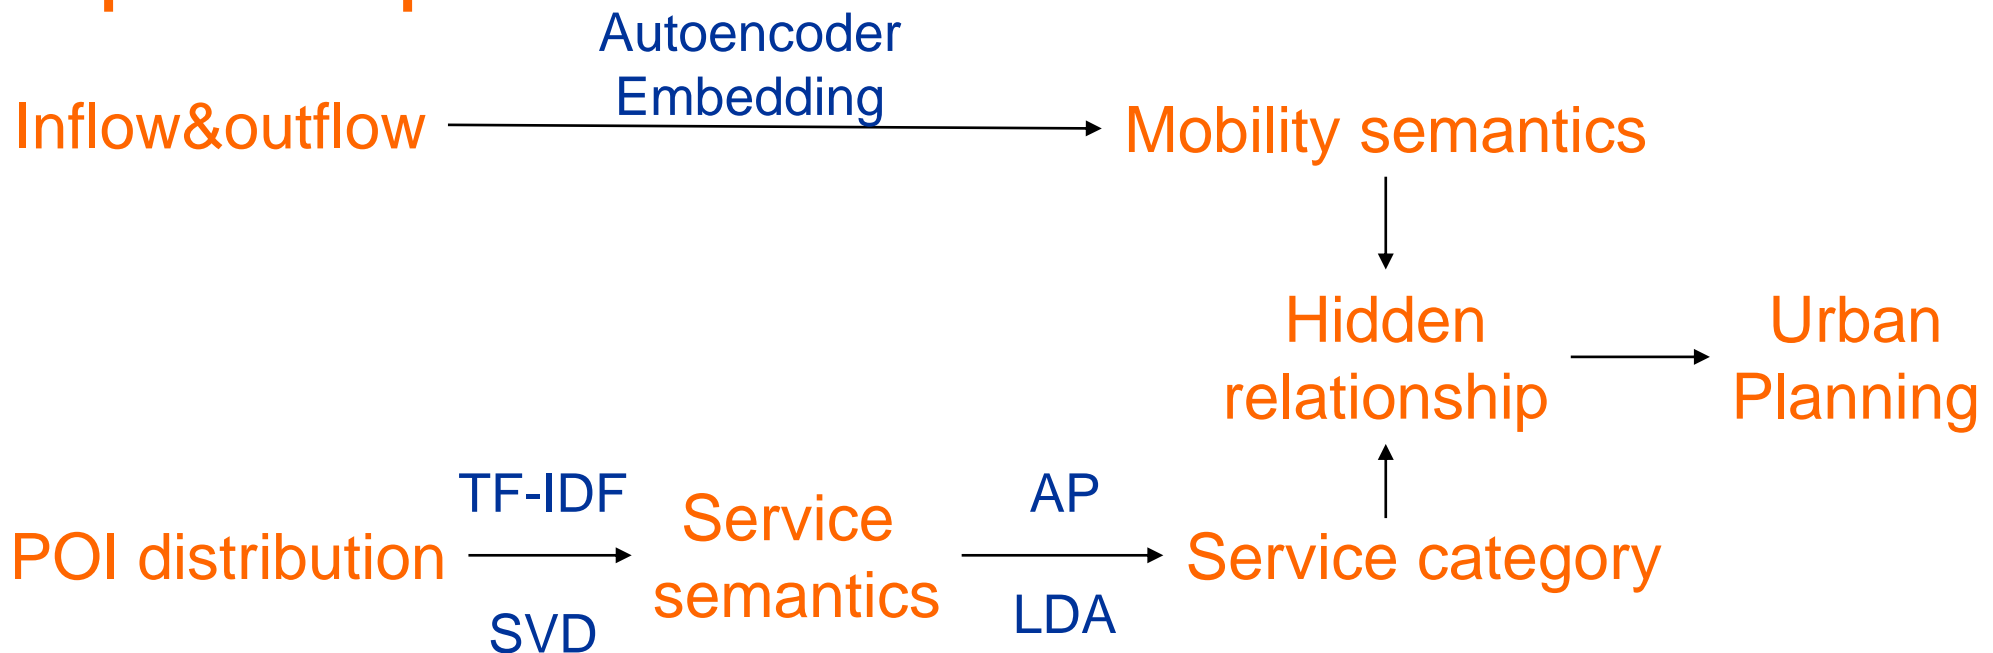 Autoencoder
Embedding
Inflow&outflow
Mobility semantics
Hidden
relationship
Urban
Planning
TF-IDF
SVD
POI distribution
Service
semantics
AP
LDA
Service category